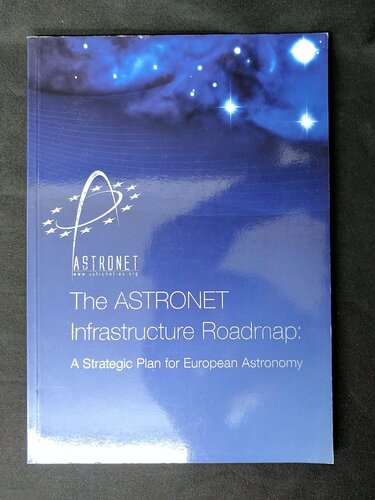 ASTRONET
www.astronet-eu.org
The ASTRONET
Infrastructure Roadmap:
A Strategic Plan for European Astronomy